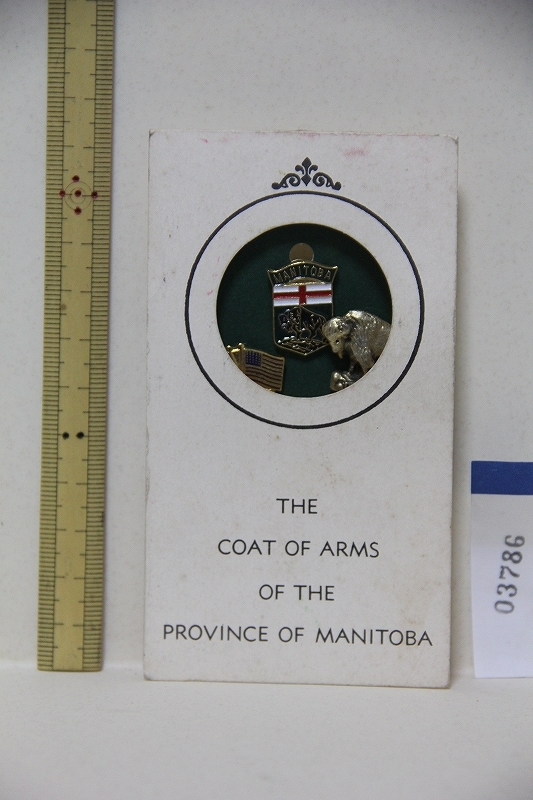 MANITOBA
THE
COAT OF ARMS
OF THE
PROVINCE OF MANITOBA
03786